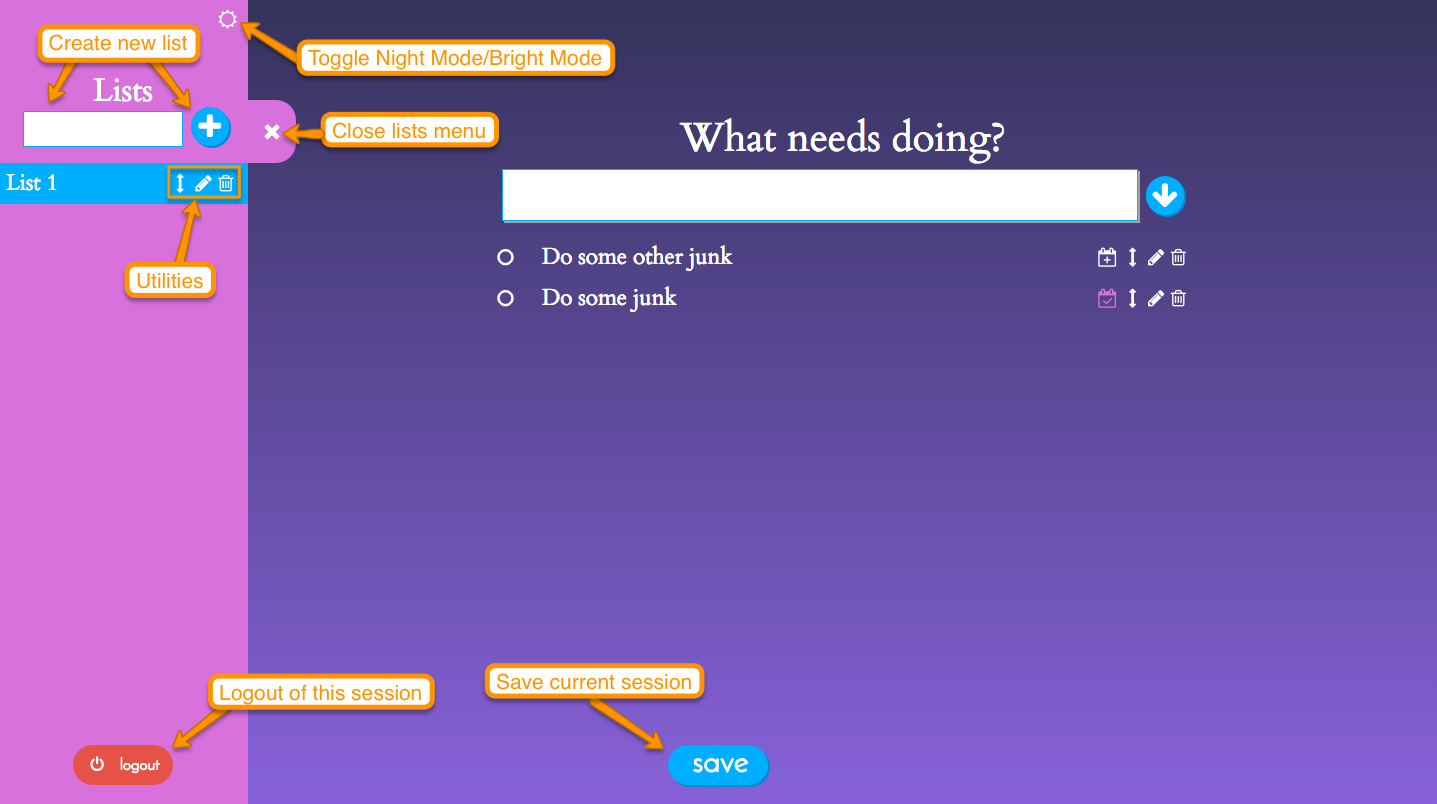 Create new list
Toggle Night Mode/Bright Mode
Lists
Close lists menu
What needs doing?
List 1
Utilities
Do some other junk
Do some junk
Logout of this session
Save current session
logout
save